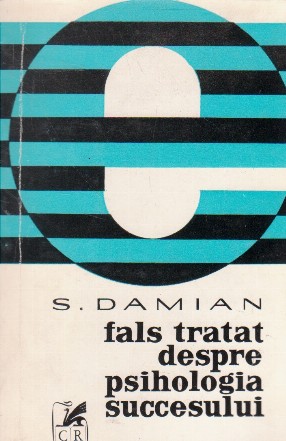 S. DAMIAN
fals tratat
despre
psihologia
succesului
CR